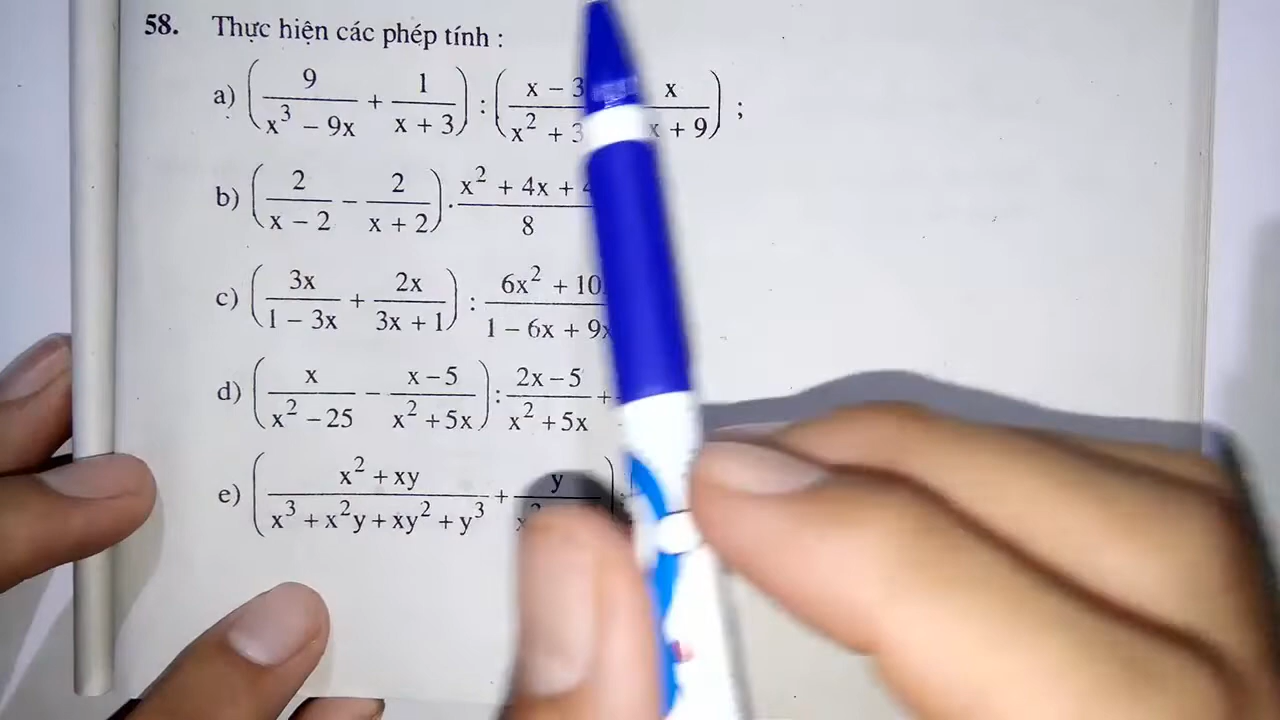 58. Thực hiện các phép tính :
a) (9/(x³ − 9x) + 1/(x + 3)) : ((x − 3)/(x² + 3 x/(x + 9)) ;
b) (2/(x − 2) − 2/(x + 2)) . (x² + 4x + 4)/8
c) (3x/(1 − 3x) + 2x/(3x + 1)) : (6x² + 10)/(1 − 6x + 9x
d) (x/(x² − 25) − (x − 5)/(x² + 5x)) : (2x − 5)/(x² + 5x) +
e) ((x² + xy)/(x³ + x²y + xy² + y³) + y/x²) :